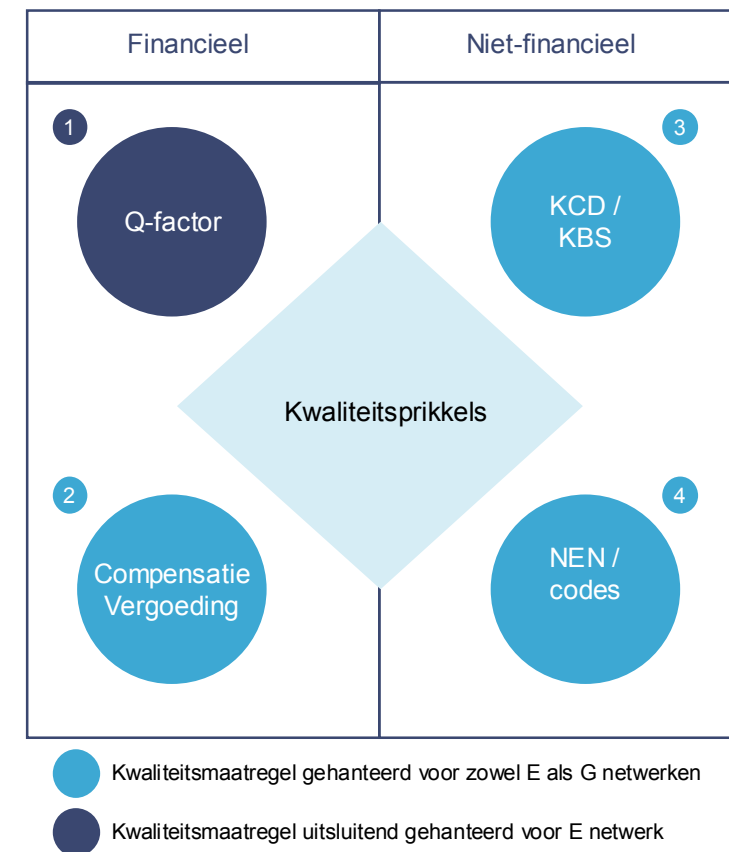 Financieel
Niet-financieel
1
Q-factor
3
KCD /
KBS
Kwaliteitsprikkels
2
Compensatie
Vergoeding
4
NEN /
codes
Kwaliteitsmaatregel gehanteerd voor zowel E als G netwerken
Kwaliteitsmaatregel uitsluitend gehanteerd voor E netwerk